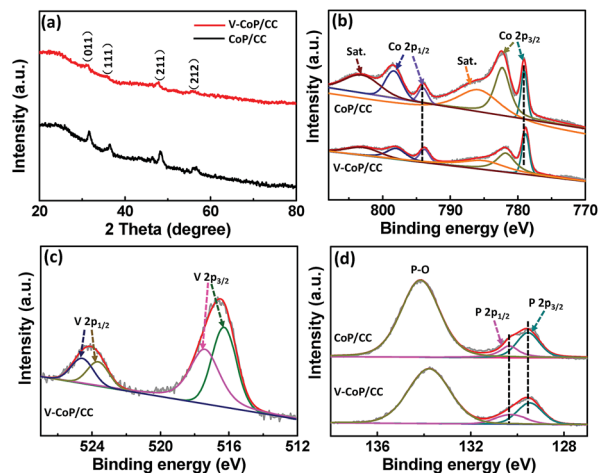 (a)
V-CoP/CC
CoP/CC
(011)
(111)
(211)
(212)
Intensity (a.u.)
20 30 40 50 60 70 80
2 Theta (degree)
(b)
Sat.
Co 2p1/2
Sat.
Co 2p3/2
CoP/CC
V-CoP/CC
Intensity (a.u.)
800 790 780 770
Binding energy (eV)
(c)
V 2p3/2
V 2p1/2
V-CoP/CC
Intensity (a.u.)
524 520 516 512
Binding energy (eV)
(d)
P-O
P 2p1/2
P 2p3/2
CoP/CC
V-CoP/CC
Intensity (a.u.)
136 132 128
Binding energy (eV)